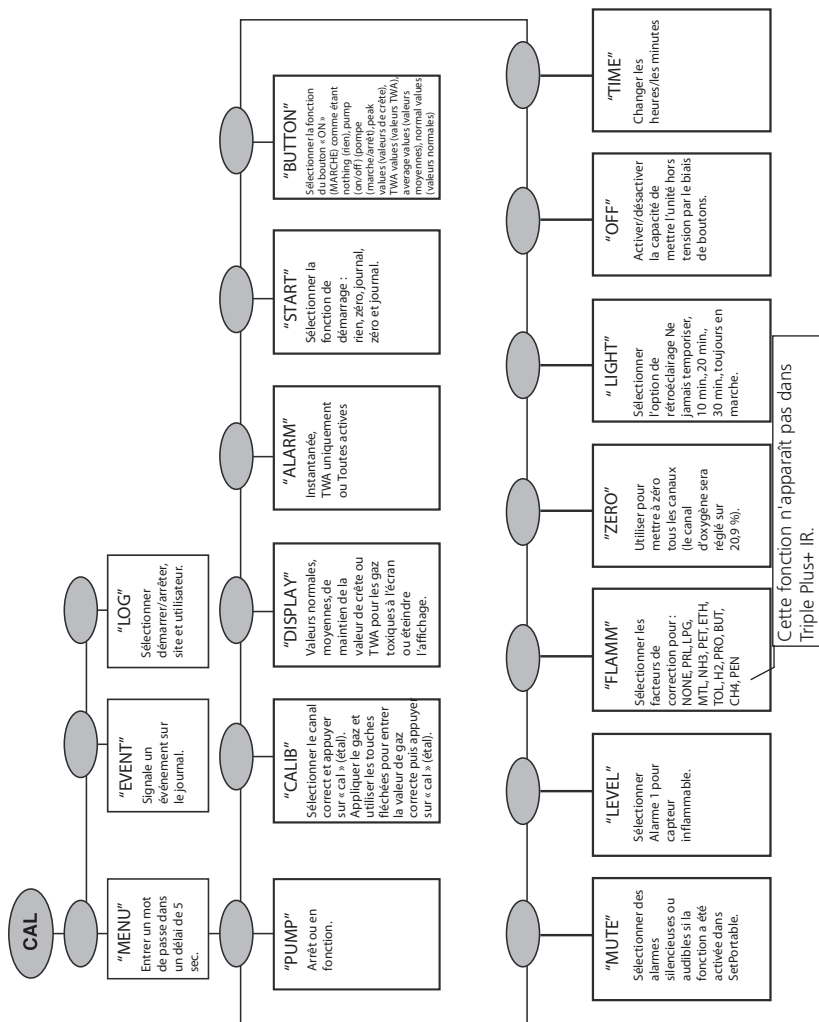 CAL
"MENU"
Entrer un mot
de passe dans
un délai de 5
sec.
"EVENT"
Signale un
événement sur
le journal.
"LOG"
Sélectionner
démarrer/arrêter,
site et utilisateur.
"PUMP"
Arrêt ou en
fonction.
"CALIB"
Sélectionner le canal
correct et appuyer
sur « cal » (étal).
Appliquer le gaz et
utiliser les touches
fléchées pour entrer
la valeur de gaz
correcte puis appuyer
sur « cal » (étal).
"DISPLAY"
Valeurs normales,
moyennes, de
maintien de la
valeur de crête ou
TWA pour les gaz
toxiques à l'écran
ou éteindre
l'affichage.
"ALARM"
Instantanée,
TWA uniquement
ou Toutes actives
"START"
Sélectionner la
fonction de
démarrage :
rien, zéro, journal,
zéro et journal.
"BUTTON"
Sélectionner la fonction
du bouton « ON »
(MARCHE) comme étant
nothing (rien), pump
(on/off) (pompe
(marche/arrêt), peak
values (valeurs de crête),
TWA values (valeurs TWA),
average values (valeurs
moyennes), normal values
(valeurs normales)
"MUTE"
Sélectionner des
alarmes
silencieuses ou
audibles si la
fonction a été
activée dans
SetPortable.
"LEVEL"
Sélectionner
Alarme 1 pour
capteur
inflammable.
"FLAMM"
Sélectionner les
facteurs de
correction pour :
NONE, PRL, LPG,
MTL, NH3, PET, ETH,
TOL, H2, PRO, BUT,
CH4, PEN
"ZERO"
Utiliser pour
mettre à zéro
tous les canaux
(le canal
d'oxygène sera
réglé sur
20,9 %).
" LIGHT"
Sélectionner
l'option de
rétroéclairage Ne
jamais temporiser,
10 min., 20 min.,
30 min., toujours en
marche.
"OFF"
Activer/désactiver
la capacité de
mettre l'unité hors
tension par le biais
de boutons.
"TIME"
Changer les
heures/les minutes
Cette fonction n'apparaît pas dans
Triple Plus+ IR.